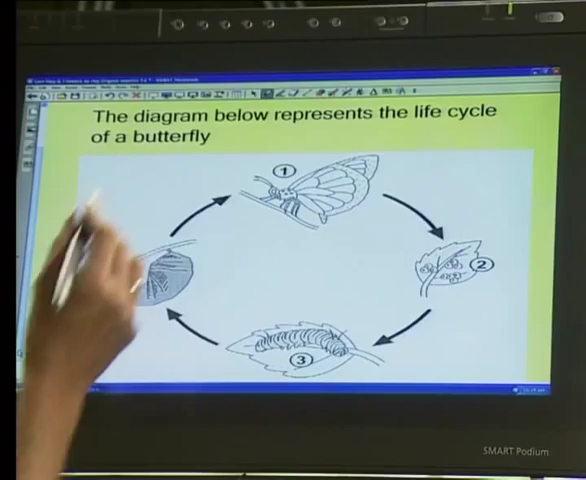 The diagram below represents the life cycle
of a butterfly
1
2
3
SMART Podium